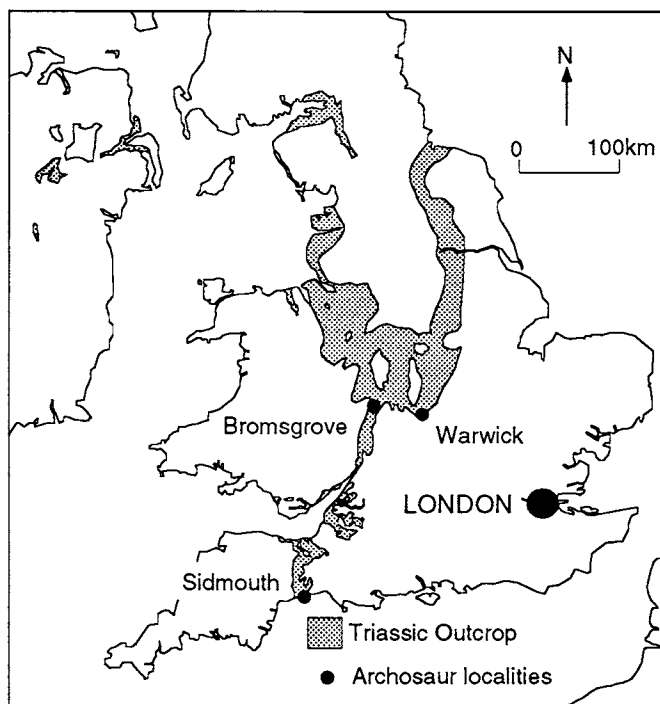 N
0 100km
Bromsgrove
Warwick
LONDON
Sidmouth
Triassic Outcrop
Archosaur localities